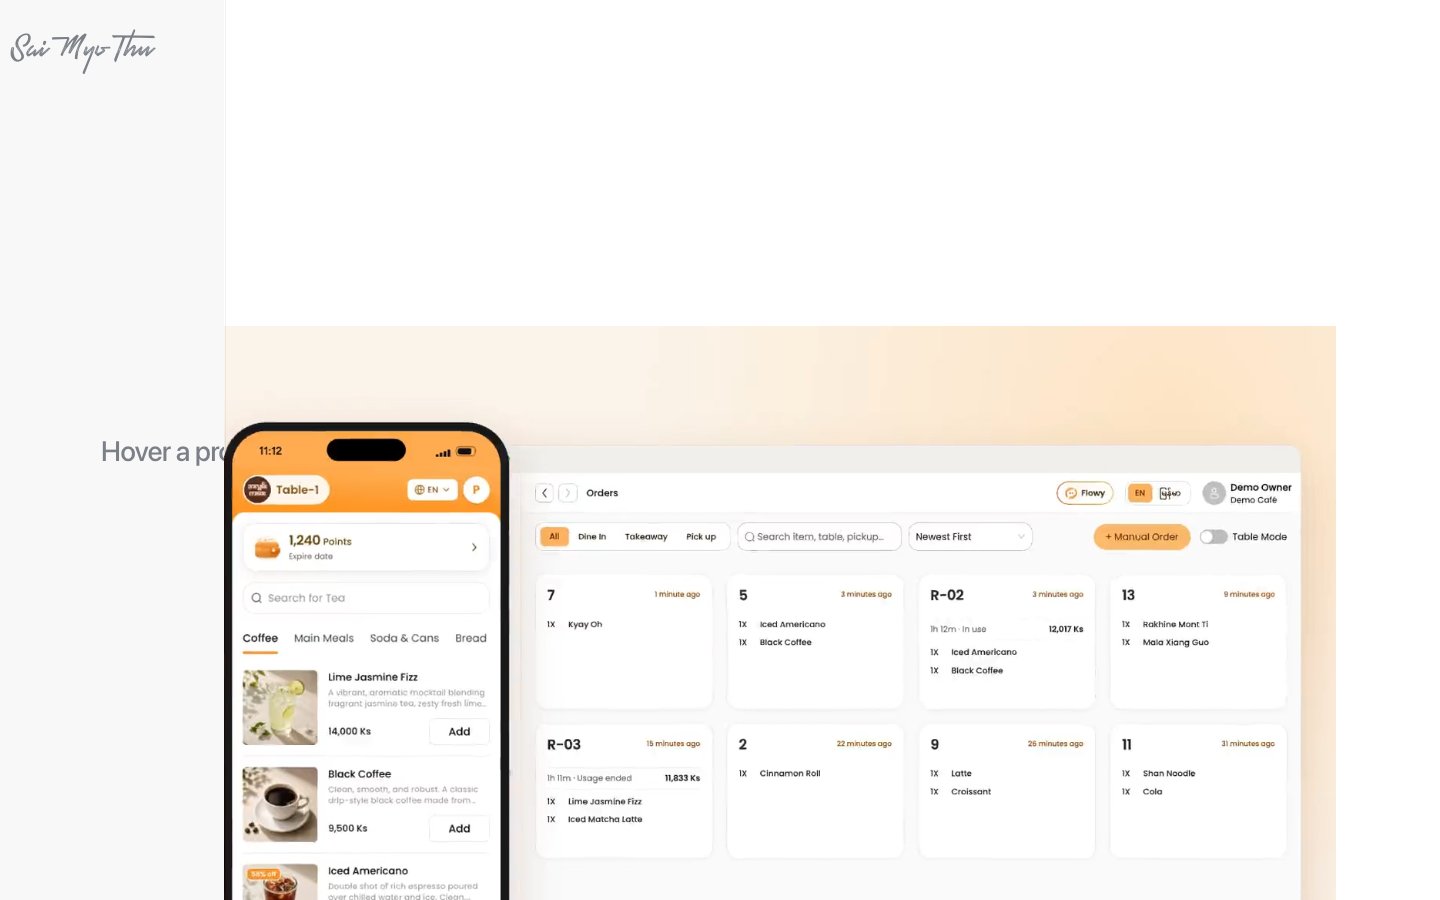 Sai Myo Thu
Hover a pro
11:12
Table-1
EN
P
1,240 Points
Expire date
Search for Tea
Coffee Main Meals Soda & Cans Bread
Lime Jasmine Fizz
A vibrant, aromatic mocktail blending
fragrant jasmine tea, zesty fresh lime...
14,000 Ks
Add
Black Coffee
Clean, smooth, and robust. A classic
drip-style black coffee made from...
9,500 Ks
Add
58% off
Iced Americano
Double shot of rich espresso poured
over chilled water and ice. Clean,
Orders
Flowy
EN
မြန်မာ
Demo Owner
Demo Café
All Dine In Takeaway Pick up
Search item, table, pickup...
Newest First
+ Manual Order
Table Mode
7 1 minute ago
1X Kyay Oh
5 3 minutes ago
1X Iced Americano
1X Black Coffee
R-02 3 minutes ago
1h 12m · In use 12,017 Ks
1X Iced Americano
1X Black Coffee
13 9 minutes ago
1X Rakhine Mont Ti
1X Mala Xiang Guo
R-03 15 minutes ago
1h 11m · Usage ended 11,833 Ks
1X Lime Jasmine Fizz
1X Iced Matcha Latte
2 22 minutes ago
1X Cinnamon Roll
9 26 minutes ago
1X Latte
1X Croissant
11 31 minutes ago
1X Shan Noodle
1X Cola